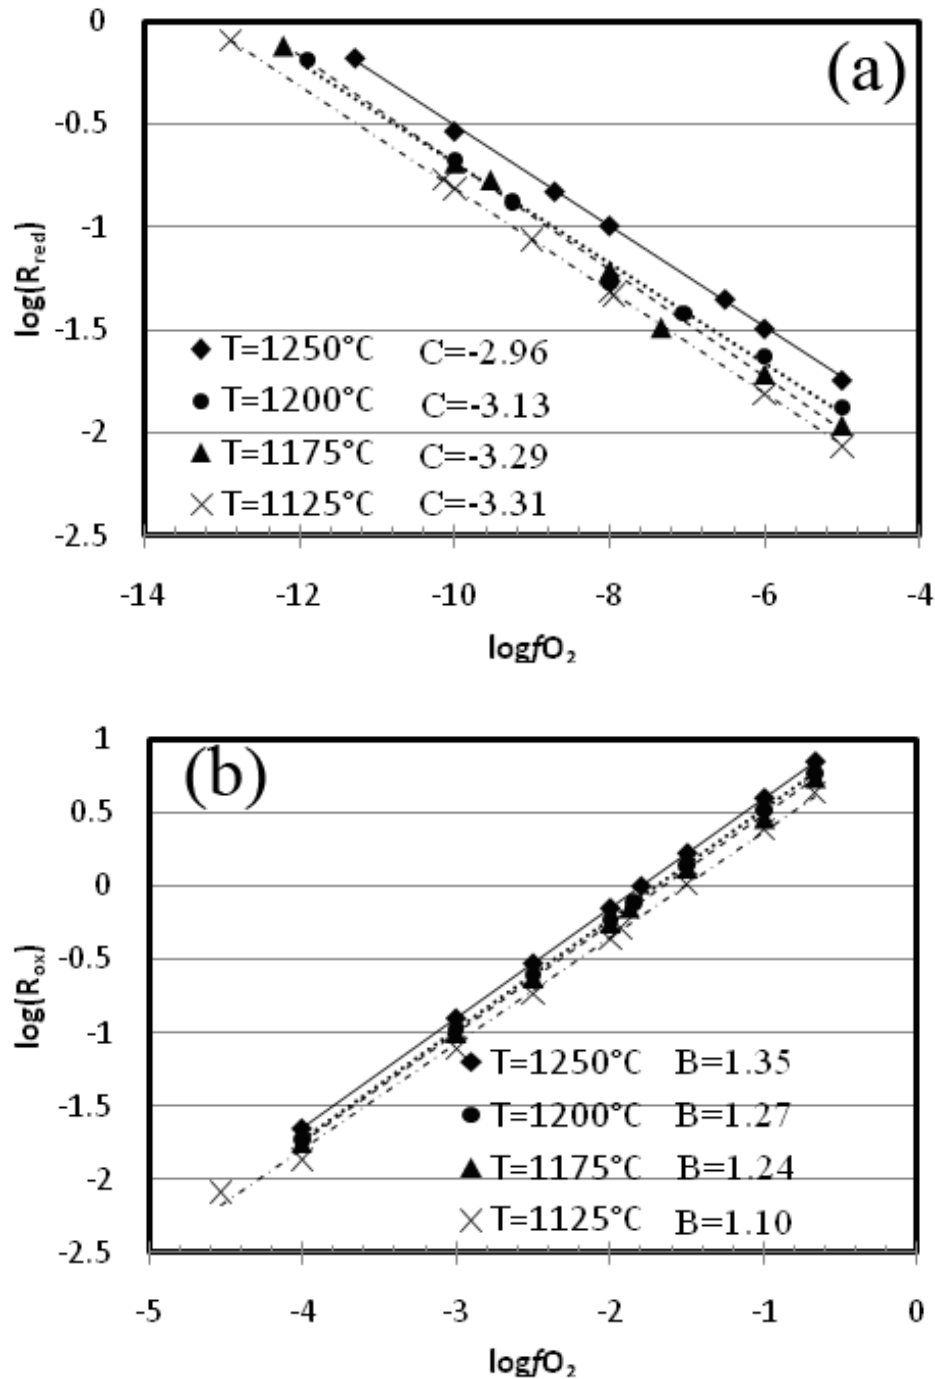 (a)
0
-0.5
-1
-1.5
-2
-2.5
log(R_red)
T=1250°C C=-2.96
T=1200°C C=-3.13
T=1175°C C=-3.29
T=1125°C C=-3.31
-14 -12 -10 -8 -6 -4
logfO₂
(b)
1
0.5
0
-0.5
-1
-1.5
-2
-2.5
log(R_ox)
T=1250°C B=1.35
T=1200°C B=1.27
T=1175°C B=1.24
T=1125°C B=1.10
-5 -4 -3 -2 -1 0
logfO₂